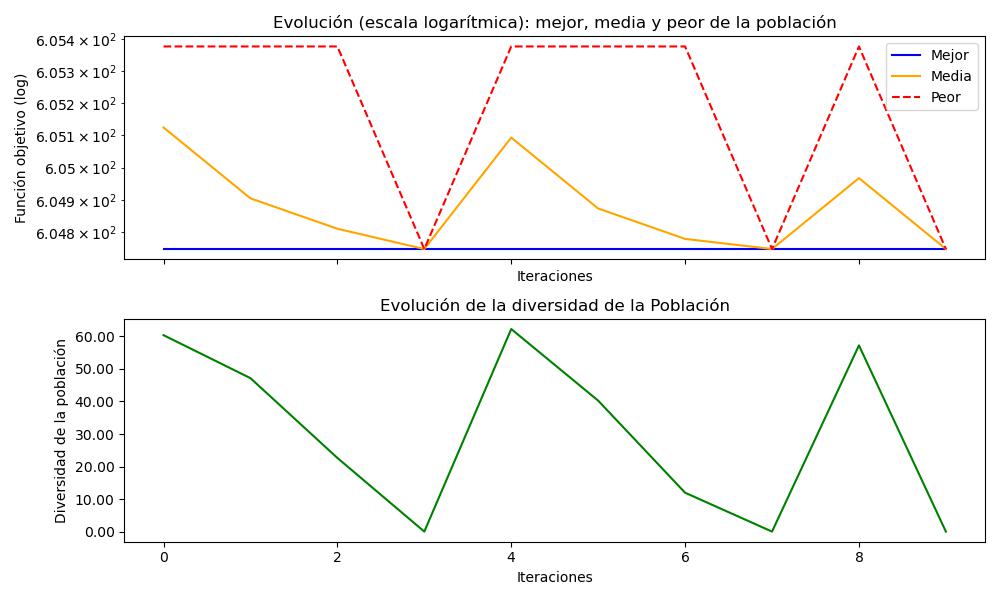 Evolución (escala logarítmica): mejor, media y peor de la población
Función objetivo (log)
6.054 × 10²
6.053 × 10²
6.052 × 10²
6.051 × 10²
6.05 × 10²
6.049 × 10²
6.048 × 10²
Mejor
Media
Peor
Iteraciones
Evolución de la diversidad de la Población
Diversidad de la población
60.00
50.00
40.00
30.00
20.00
10.00
0.00
0 2 4 6 8
Iteraciones